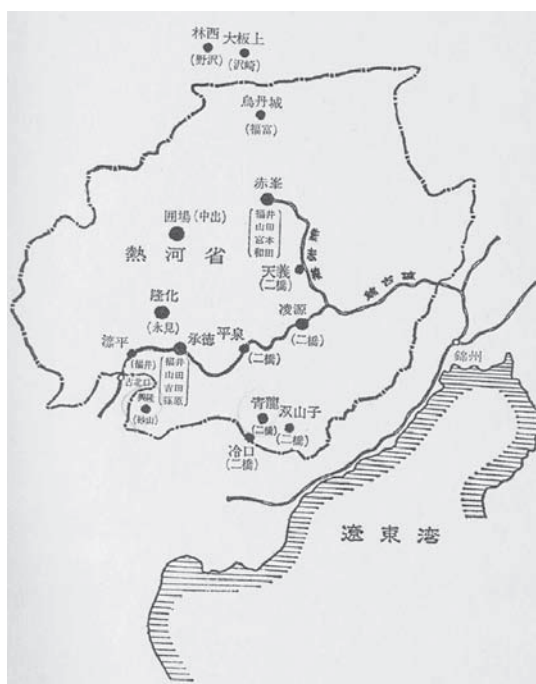 林西
(野沢)
大板上
(沢崎)
烏丹城
(福富)
赤峯
福井
山田
宮本
和田
囲場(中出)
熱河省
天義
(二橋)
隆化
(永見)
凌源
(二橋)
承徳
福井
山田
吉田
篠原
平泉
(二橋)
灤平
(福井)
古北口
興隆
(砂山)
青龍
(二橋)
双山子
(二橋)
冷口
(二橋)
錦州
遼東湾